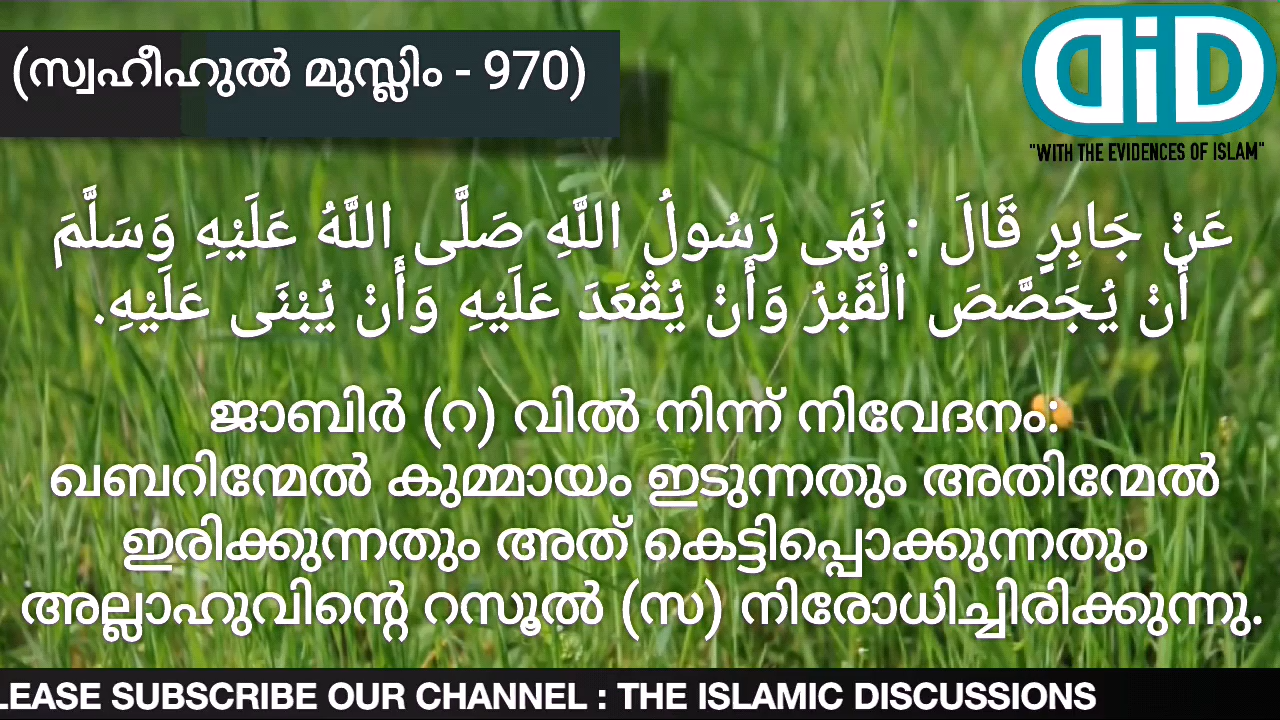 (സ്വഹീഹുൽ മുസ്ലിം - 970)
DiD
"WITH THE EVIDENCES OF ISLAM"
عَنْ جَابِرٍ قَالَ : نَهَى رَسُولُ اللَّهِ صَلَّى اللَّهُ عَلَيْهِ وَسَلَّمَ
أَنْ يُجَصَّصَ الْقَبْرُ وَأَنْ يُقْعَدَ عَلَيْهِ وَأَنْ يُبْنَى عَلَيْهِ.
ജാബിർ (റ) വിൽ നിന്ന് നിവേദനം:
ഖബറിന്മേൽ കുമ്മായം ഇടുന്നതും അതിന്മേൽ
ഇരിക്കുന്നതും അത് കെട്ടിപ്പൊക്കുന്നതും
അല്ലാഹുവിന്റെ റസൂൽ (സ) നിരോധിച്ചിരിക്കുന്നു.
LEASE SUBSCRIBE OUR CHANNEL : THE ISLAMIC DISCUSSIONS